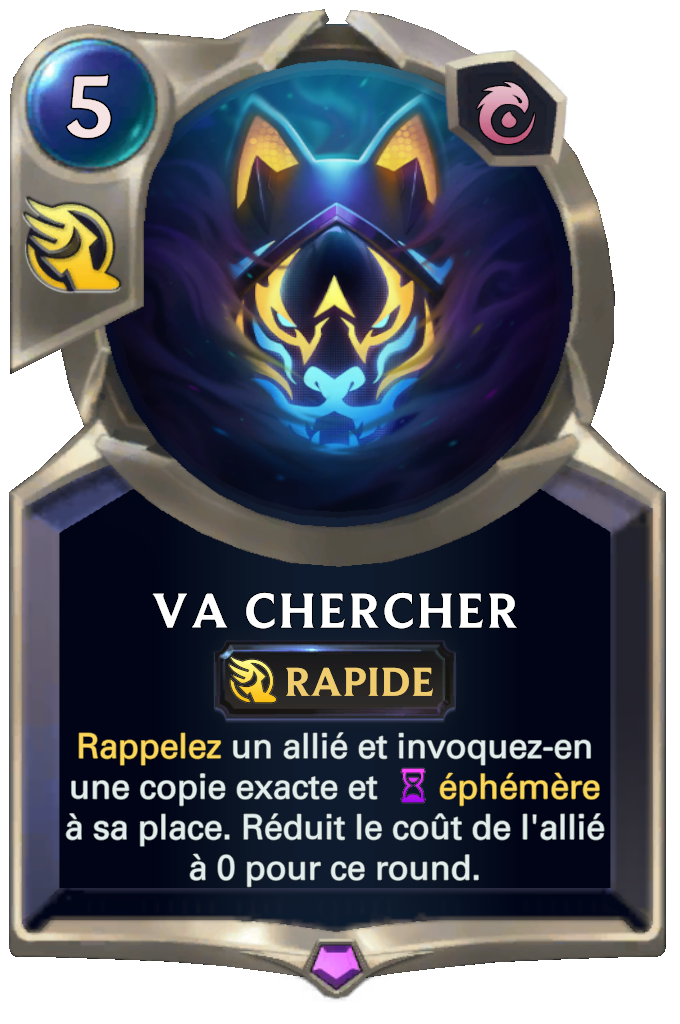 5
VA CHERCHER
RAPIDE
Rappelez un allié et invoquez-en
une copie exacte et éphémère
à sa place. Réduit le coût de l'allié
à 0 pour ce round.